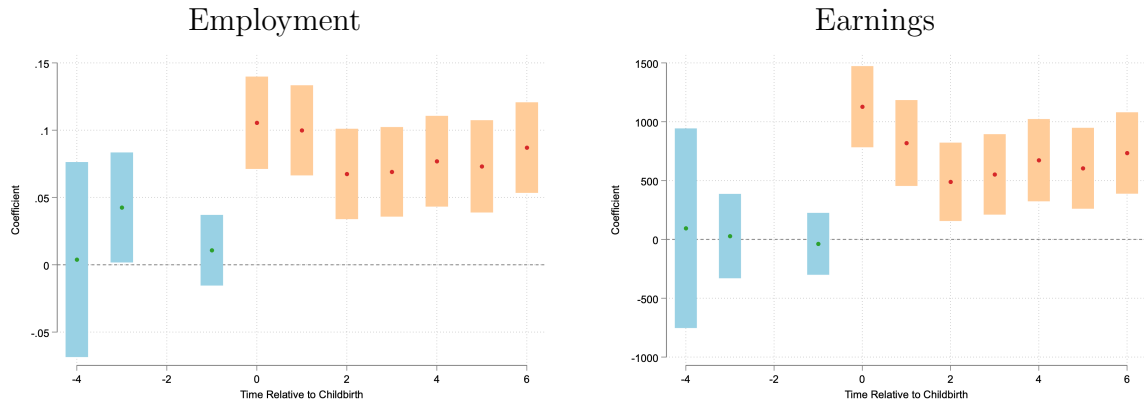 Employment
.15
.1
.05
0
-.05
Coefficient
-4 -2 0 2 4 6
Time Relative to Childbirth
Earnings
1500
1000
500
0
-500
-1000
Coefficient
-4 -2 0 2 4 6
Time Relative to Childbirth